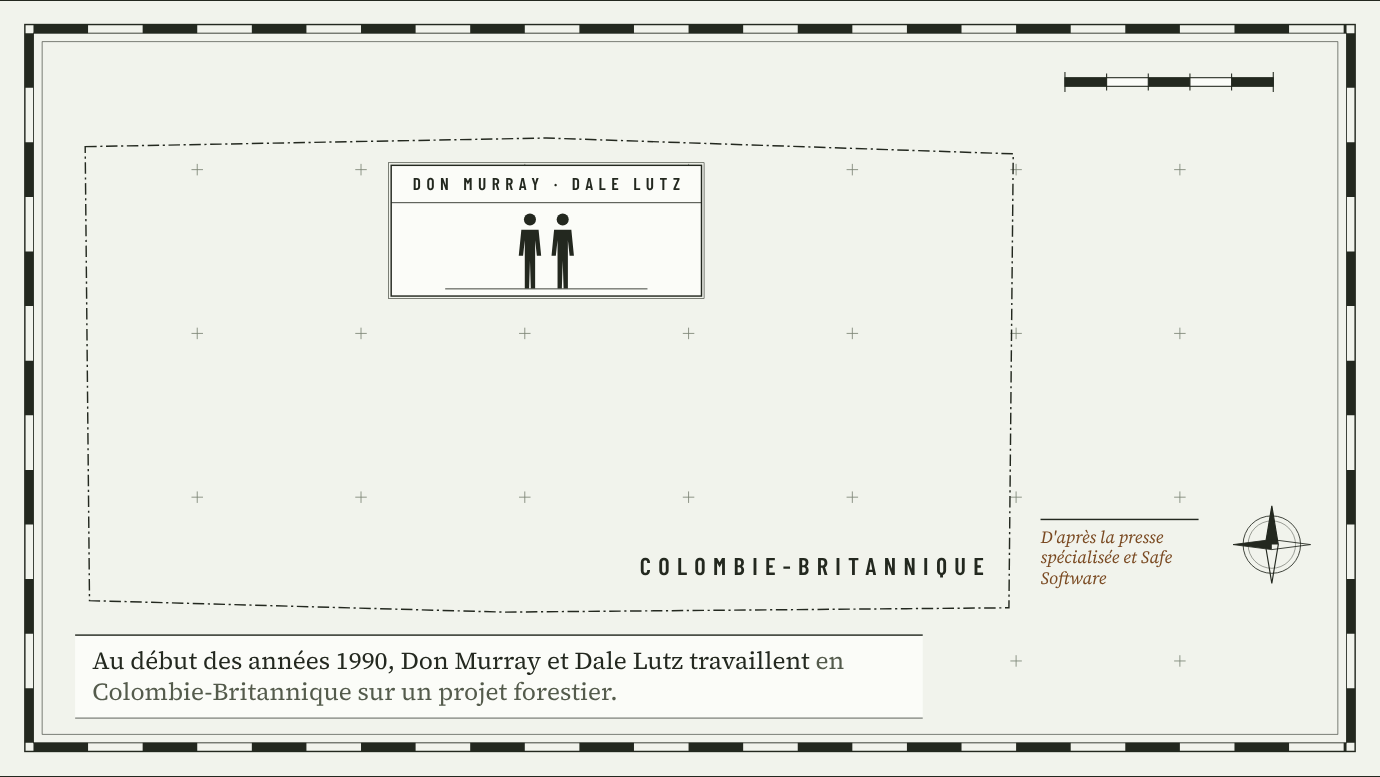 DON MURRAY · DALE LUTZ
COLOMBIE-BRITANNIQUE
D'après la presse
spécialisée et Safe
Software
Au début des années 1990, Don Murray et Dale Lutz travaillent en
Colombie-Britannique sur un projet forestier.